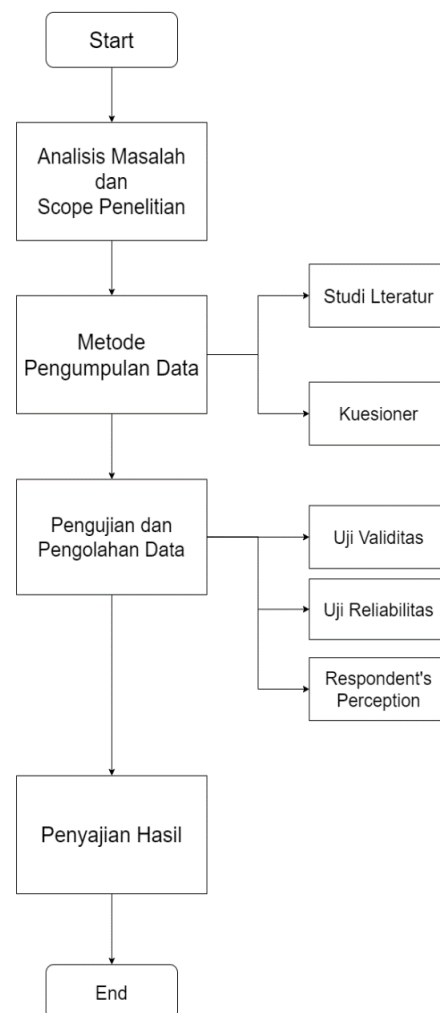 Start
Analisis Masalah
dan
Scope Penelitian
Metode
Pengumpulan Data
Studi Lteratur
Kuesioner
Pengujian dan
Pengolahan Data
Uji Validitas
Uji Reliabilitas
Respondent's
Perception
Penyajian Hasil
End